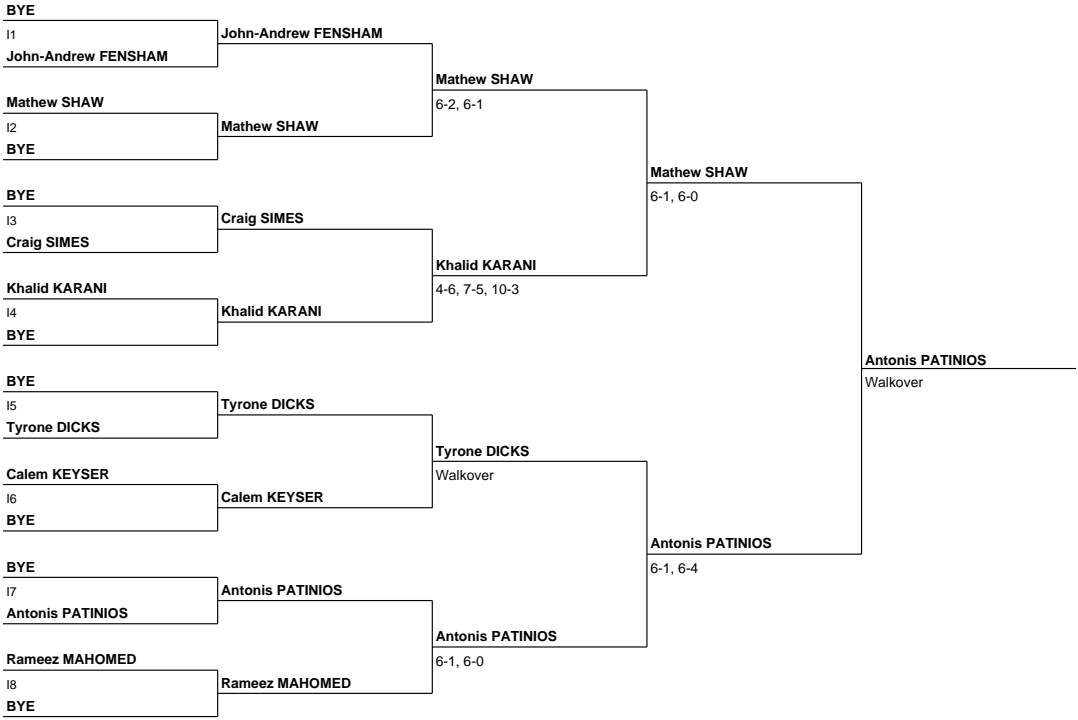 BYE
I1
John-Andrew FENSHAM
Mathew SHAW
I2
BYE
BYE
I3
Craig SIMES
Khalid KARANI
I4
BYE
BYE
I5
Tyrone DICKS
Calem KEYSER
I6
BYE
BYE
I7
Antonis PATINIOS
Rameez MAHOMED
I8
BYE
John-Andrew FENSHAM
Mathew SHAW
Craig SIMES
Khalid KARANI
Tyrone DICKS
Calem KEYSER
Antonis PATINIOS
Rameez MAHOMED
Mathew SHAW
6-2, 6-1
Khalid KARANI
4-6, 7-5, 10-3
Tyrone DICKS
Walkover
Antonis PATINIOS
6-1, 6-0
Mathew SHAW
6-1, 6-0
Antonis PATINIOS
6-1, 6-4
Antonis PATINIOS
Walkover